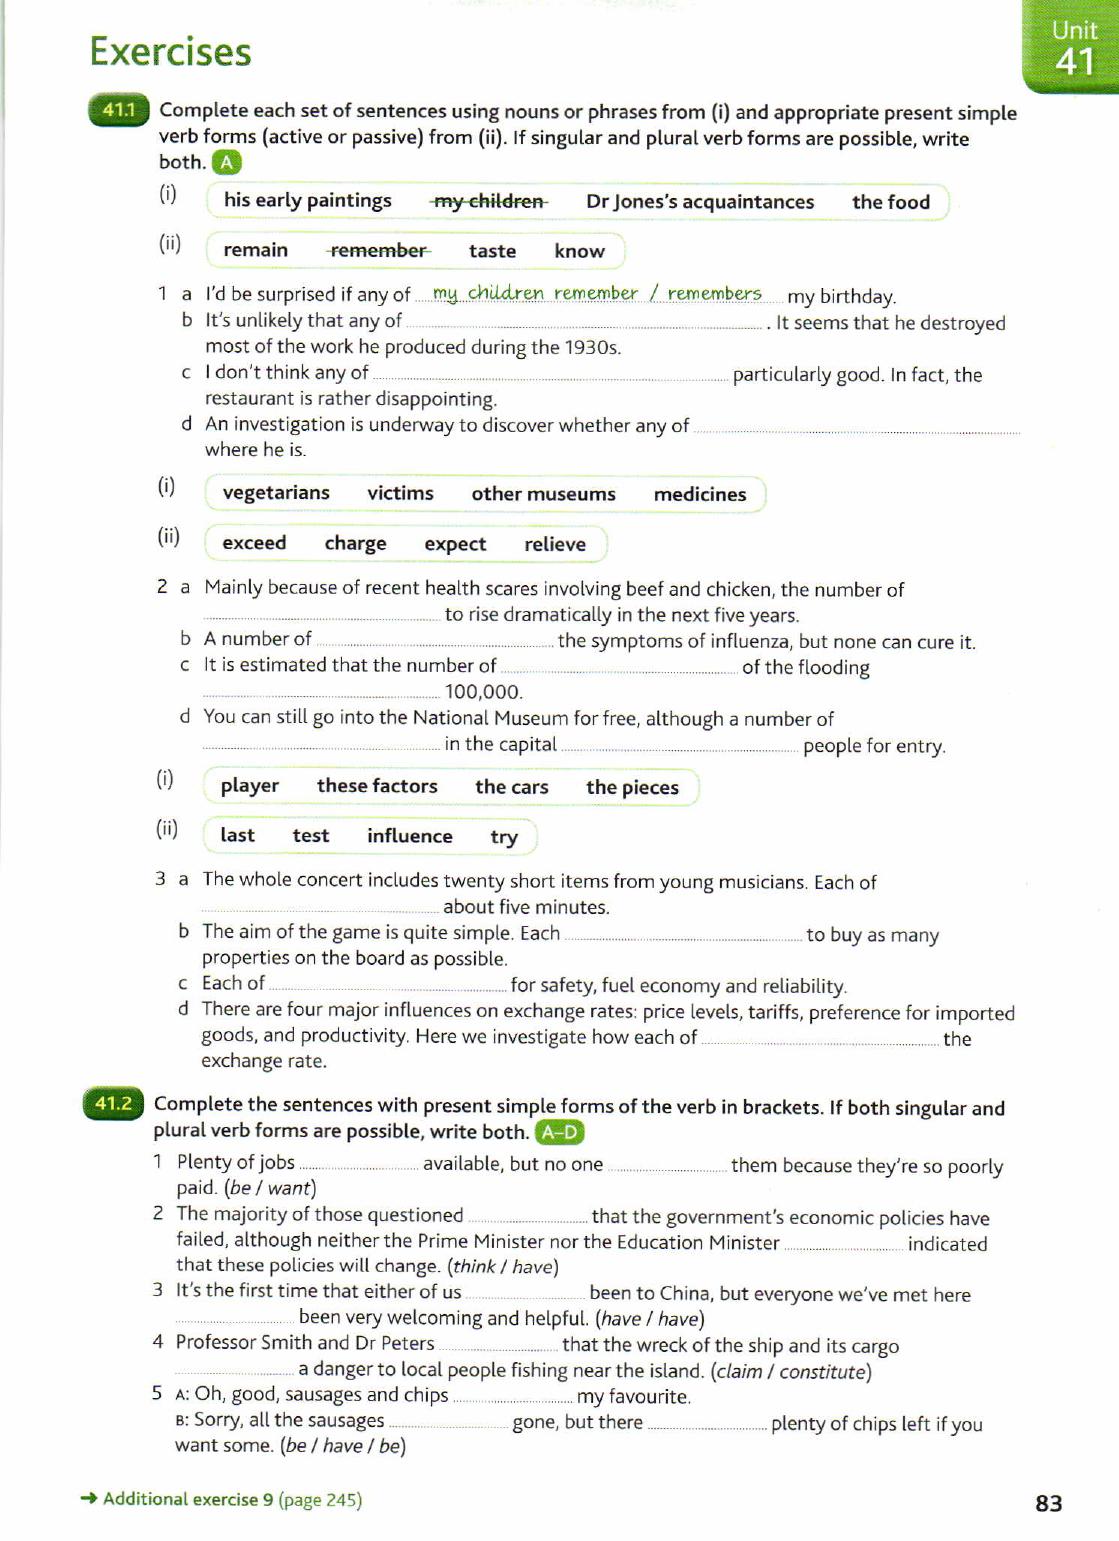 Unit
41
Exercises
41.1 Complete each set of sentences using nouns or phrases from (i) and appropriate present simple
verb forms (active or passive) from (ii). If singular and plural verb forms are possible, write
both. A
(i) his early paintings my children Dr Jones's acquaintances the food
(ii) remain remember taste know
1 a I'd be surprised if any of my children remember / remembers my birthday.
b It's unlikely that any of . It seems that he destroyed
most of the work he produced during the 1930s.
c I don't think any of particularly good. In fact, the
restaurant is rather disappointing.
d An investigation is underway to discover whether any of
where he is.
(i) vegetarians victims other museums medicines
(ii) exceed charge expect relieve
2 a Mainly because of recent health scares involving beef and chicken, the number of
to rise dramatically in the next five years.
b A number of the symptoms of influenza, but none can cure it.
c It is estimated that the number of of the flooding
100,000.
d You can still go into the National Museum for free, although a number of
in the capital people for entry.
(i) player these factors the cars the pieces
(ii) last test influence try
3 a The whole concert includes twenty short items from young musicians. Each of
about five minutes.
b The aim of the game is quite simple. Each to buy as many
properties on the board as possible.
c Each of for safety, fuel economy and reliability.
d There are four major influences on exchange rates: price levels, tariffs, preference for imported
goods, and productivity. Here we investigate how each of the
exchange rate.
41.2 Complete the sentences with present simple forms of the verb in brackets. If both singular and
plural verb forms are possible, write both. A–D
1 Plenty of jobs available, but no one them because they're so poorly
paid. (be / want)
2 The majority of those questioned that the government's economic policies have
failed, although neither the Prime Minister nor the Education Minister indicated
that these policies will change. (think / have)
3 It's the first time that either of us been to China, but everyone we've met here
been very welcoming and helpful. (have / have)
4 Professor Smith and Dr Peters that the wreck of the ship and its cargo
a danger to local people fishing near the island. (claim / constitute)
5 A: Oh, good, sausages and chips my favourite.
B: Sorry, all the sausages gone, but there plenty of chips left if you
want some. (be / have / be)
➜ Additional exercise 9 (page 245)
83